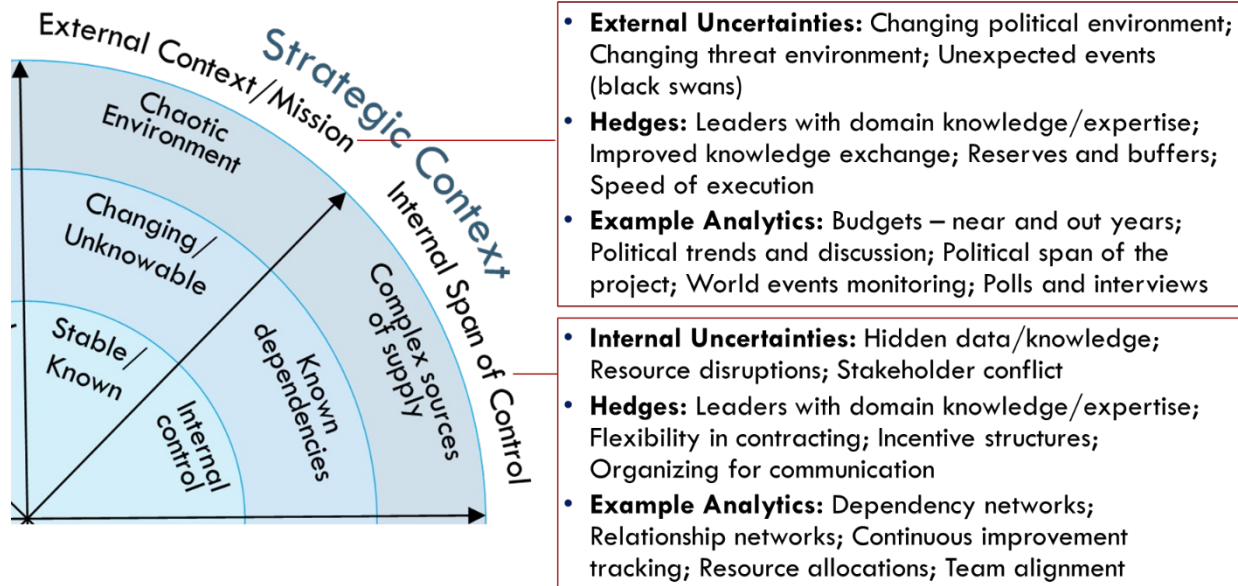 Strategic Context
External Context/Mission
Internal Span of Control
Chaotic
Environment
Changing/
Unknowable
Stable/
Known
Internal
control
Known
dependencies
Complex sources
of supply
• External Uncertainties: Changing political environment;
Changing threat environment; Unexpected events
(black swans)
• Hedges: Leaders with domain knowledge/expertise;
Improved knowledge exchange; Reserves and buffers;
Speed of execution
• Example Analytics: Budgets – near and out years;
Political trends and discussion; Political span of the
project; World events monitoring; Polls and interviews
• Internal Uncertainties: Hidden data/knowledge;
Resource disruptions; Stakeholder conflict
• Hedges: Leaders with domain knowledge/expertise;
Flexibility in contracting; Incentive structures;
Organizing for communication
• Example Analytics: Dependency networks;
Relationship networks; Continuous improvement
tracking; Resource allocations; Team alignment